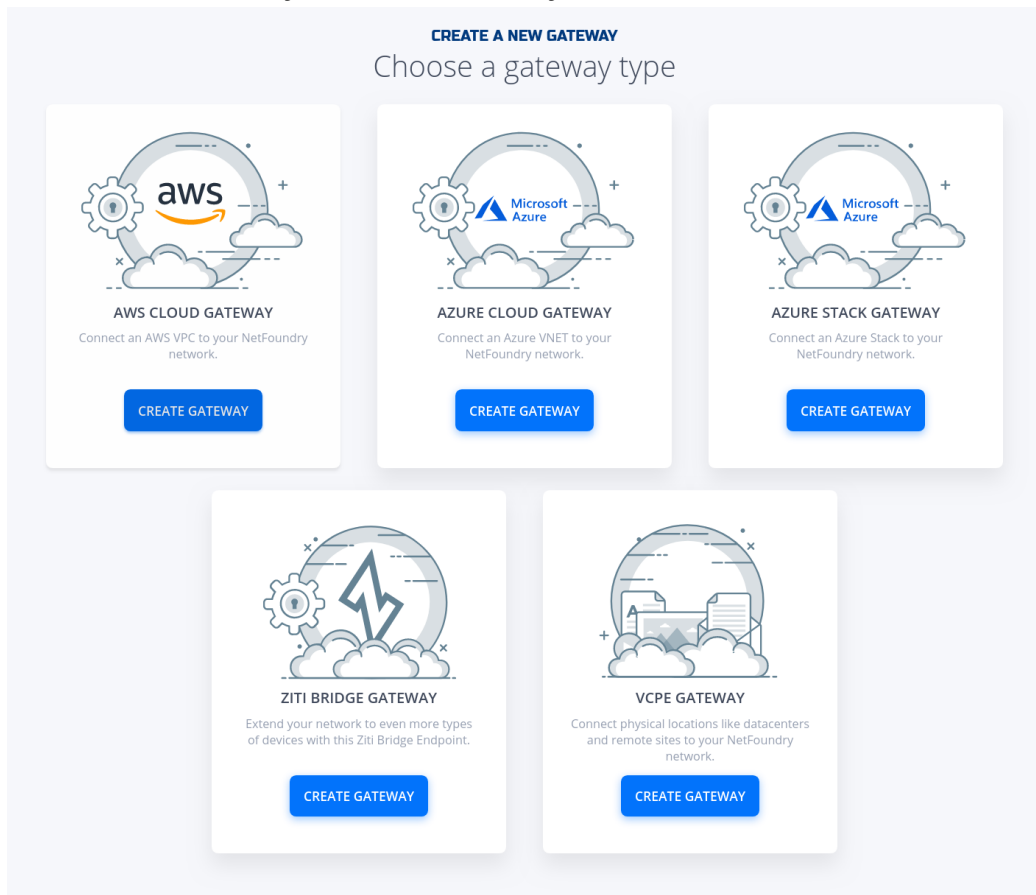 CREATE A NEW GATEWAY
Choose a gateway type
aws
AWS CLOUD GATEWAY
Connect an AWS VPC to your NetFoundry
network.
CREATE GATEWAY
Microsoft
Azure
AZURE CLOUD GATEWAY
Connect an Azure VNET to your
NetFoundry network.
CREATE GATEWAY
Microsoft
Azure
AZURE STACK GATEWAY
Connect an Azure Stack to your
NetFoundry network.
CREATE GATEWAY
ZITI BRIDGE GATEWAY
Extend your network to even more types
of devices with this Ziti Bridge Endpoint.
CREATE GATEWAY
A
VCPE GATEWAY
Connect physical locations like datacenters
and remote sites to your NetFoundry
network.
CREATE GATEWAY